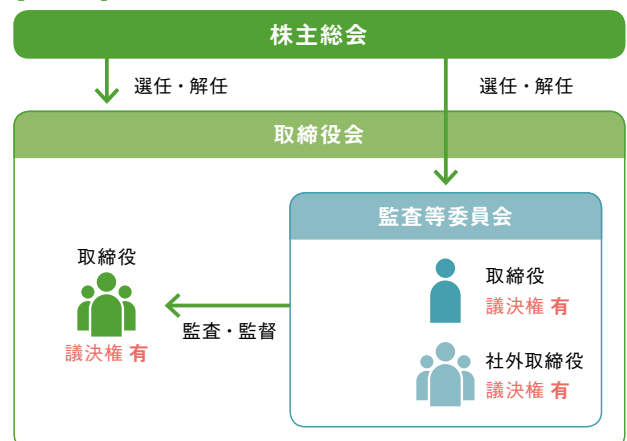 株主総会
選任・解任
選任・解任
取締役会
監査等委員会
取締役
議決権 有
監査・監督
取締役
議決権 有
社外取締役
議決権 有